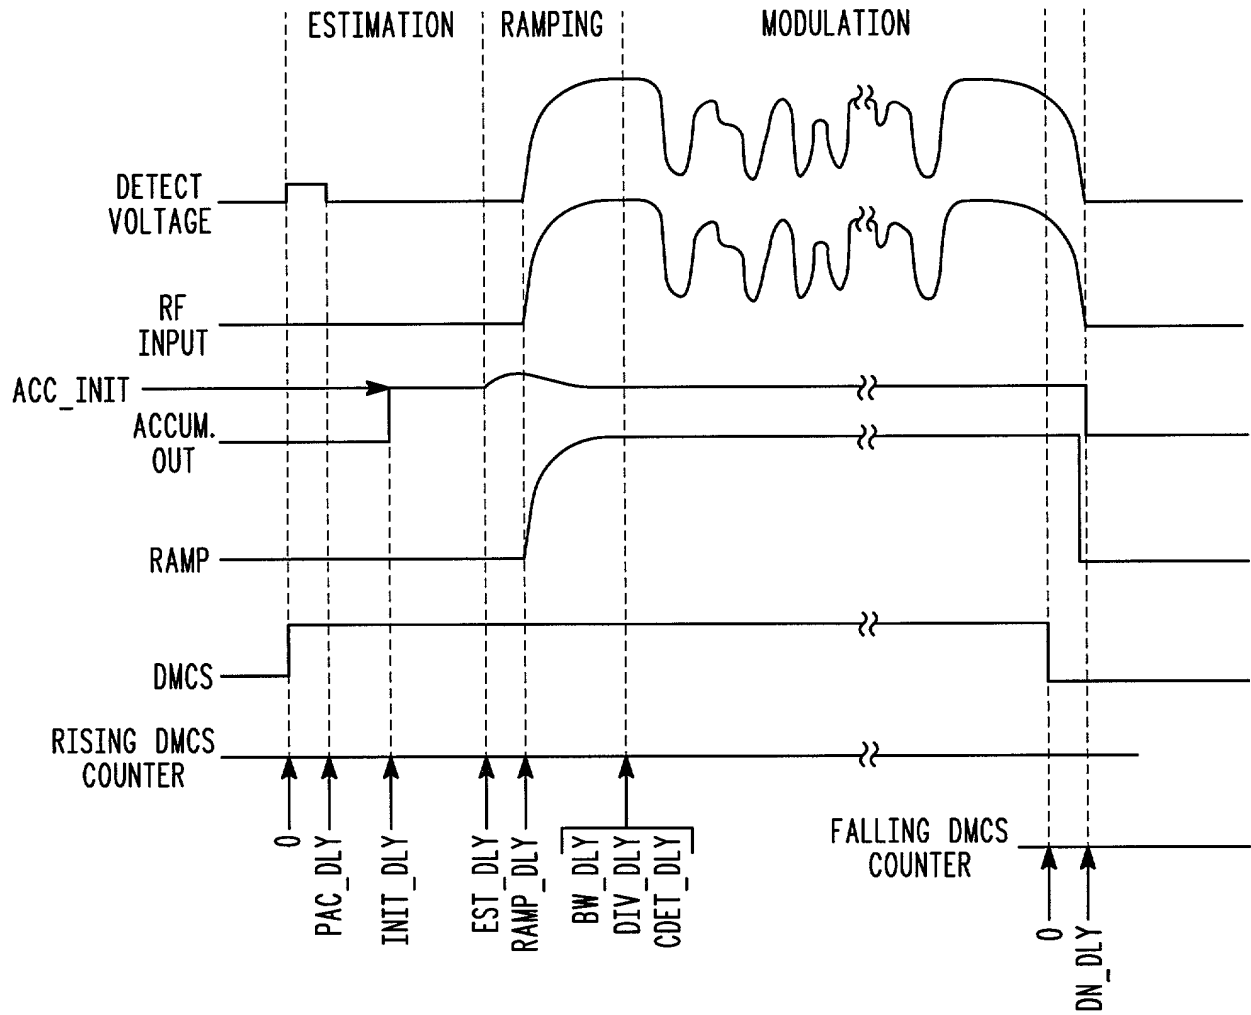 ESTIMATION RAMPING MODULATION
DETECT
VOLTAGE
RF
INPUT
ACC_INIT
ACCUM.
OUT
RAMP
DMCS
RISING DMCS
COUNTER
0
PAC_DLY
INIT_DLY
EST_DLY
RAMP_DLY
BW_DLY
DIV_DLY
CDET_DLY
FALLING DMCS
COUNTER
0
DN_DLY